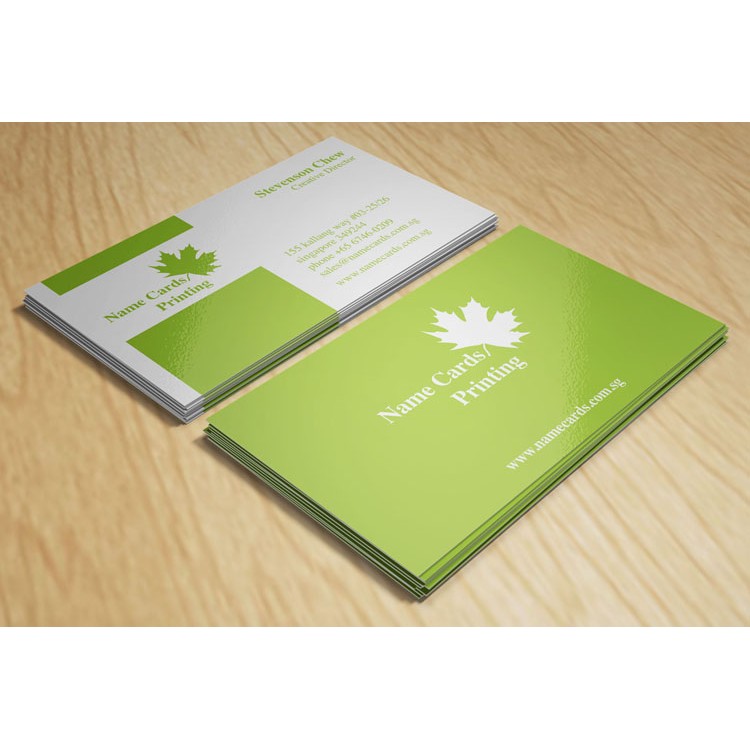 Stevenson Chew
Creative Director
155 kallang way #03-25/26
singapore 349244
phone +65 6746-0209
sales@namecards.com.sg
www.namecards.com.sg
Name Cards/
Printing
Name Cards/
Printing
www.namecards.com.sg